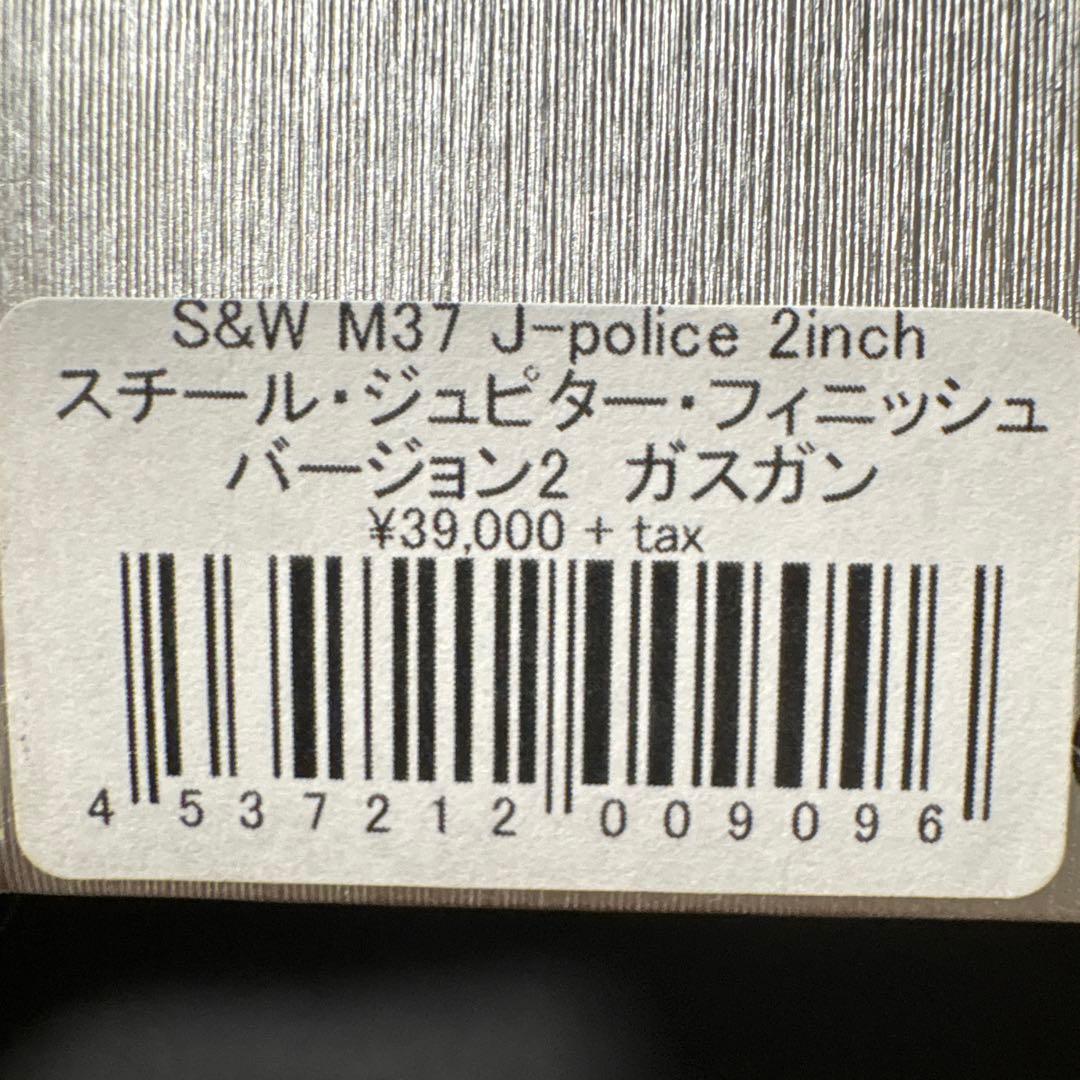 S&W M37 J-police 2inch
スチール・ジュピター・フィニッシュ
バージョン2 ガスガン
¥39,000 + tax
4 537212 009096